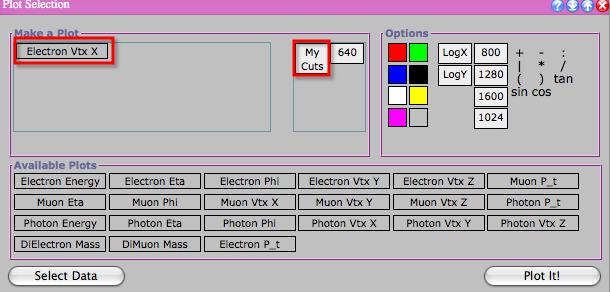 Plot Selection
Make a Plot
Electron Vtx X
My
Cuts
640
Options
LogX 800 + - :
LogY 1280 | * /
( ) tan
1600 sin cos
1024
Available Plots
Electron Energy Electron Eta Electron Phi Electron Vtx Y Electron Vtx Z Muon P_t
Muon Eta Muon Phi Muon Vtx X Muon Vtx Y Muon Vtx Z Photon P_t
Photon Energy Photon Eta Photon Phi Photon Vtx X Photon Vtx Y Photon Vtx Z
DiElectron Mass DiMuon Mass Electron P_t
Select Data Plot It!